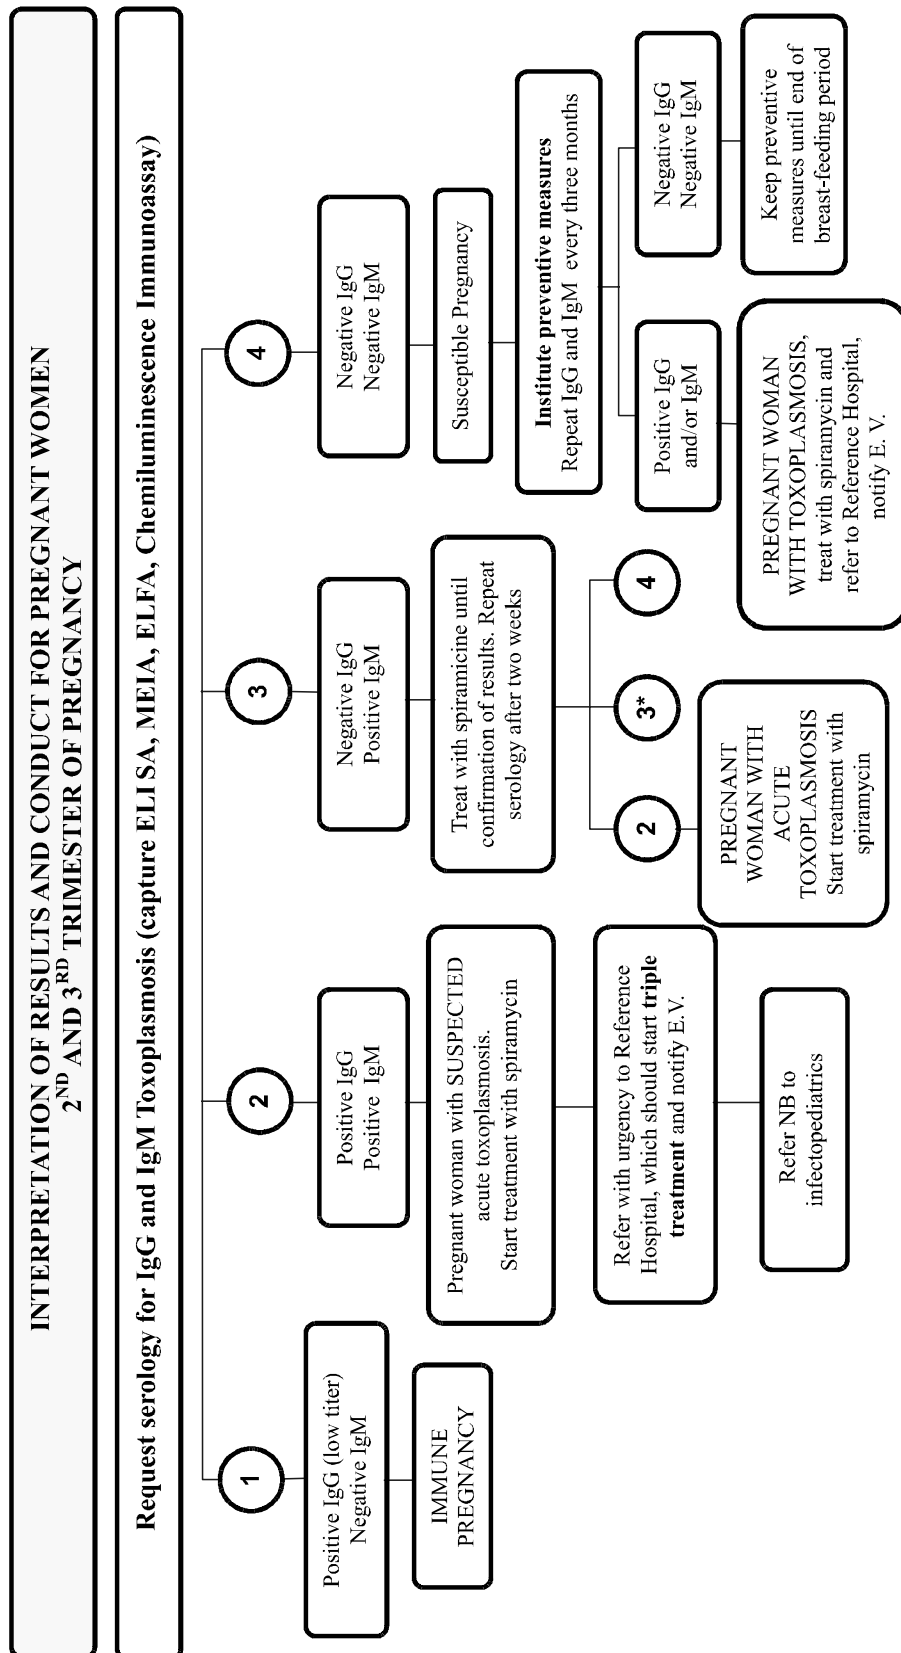 INTERPRETATION OF RESULTS AND CONDUCT FOR PREGNANT WOMEN
2ND AND 3RD TRIMESTER OF PREGNANCY
Request serology for IgG and IgM Toxoplasmosis (capture ELISA, MEIA, ELFA, Chemiluminescence Immunoassay)
1
Positive IgG (low titer)
Negative IgM
IMMUNE
PREGNANCY
2
Positive IgG
Positive IgM
Pregnant woman with SUSPECTED
acute toxoplasmosis.
Start treatment with spiramycin
Refer with urgency to Reference
Hospital, which should start triple
treatment and notify E.V.
Refer NB to
infectopediatrics
3
Negative IgG
Positive IgM
Treat with spiramicine until
confirmation of results. Repeat
serology after two weeks
2
3*
4
PREGNANT
WOMAN WITH
ACUTE
TOXOPLASMOSIS
Start treatment with
spiramycin
4
Negative IgG
Negative IgM
Susceptible Pregnancy
Institute preventive measures
Repeat IgG and IgM every three months
Positive IgG
and/or IgM
PREGNANT WOMAN
WITH TOXOPLASMOSIS,
treat with spiramycin and
refer to Reference Hospital,
notify E. V.
Negative IgG
Negative IgM
Keep preventive
measures until end of
breast-feeding period